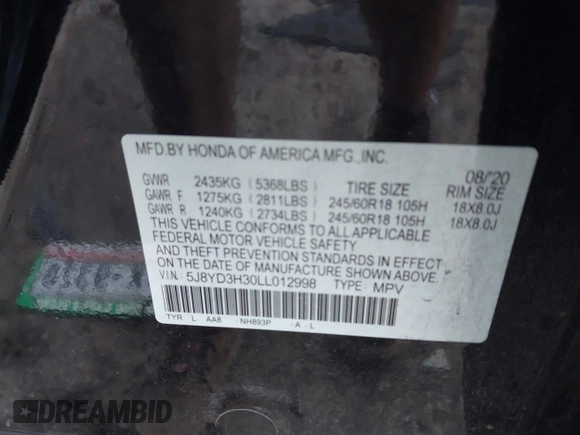 MFD.BY HONDA OF AMERICA MFG.,INC. 08/'20
GVWR 2435KG ( 5368LBS ) TIRE SIZE RIM SIZE
GAWR F 1275KG ( 2811LBS ) 245/60R18 105H 18X8.0J
GAWR R 1240KG ( 2734LBS ) 245/60R18 105H 18X8.0J
THIS VEHICLE CONFORMS TO ALL APPLICABLE
FEDERAL MOTOR VEHICLE SAFETY
AND THEFT PREVENTION STANDARDS IN EFFECT
ON THE DATE OF MANUFACTURE SHOWN ABOVE.
V.I.N: 5J8YD3H30LL012998 TYPE: MPV
TYR L AA8 -NH893P -A -L
DREAMBID